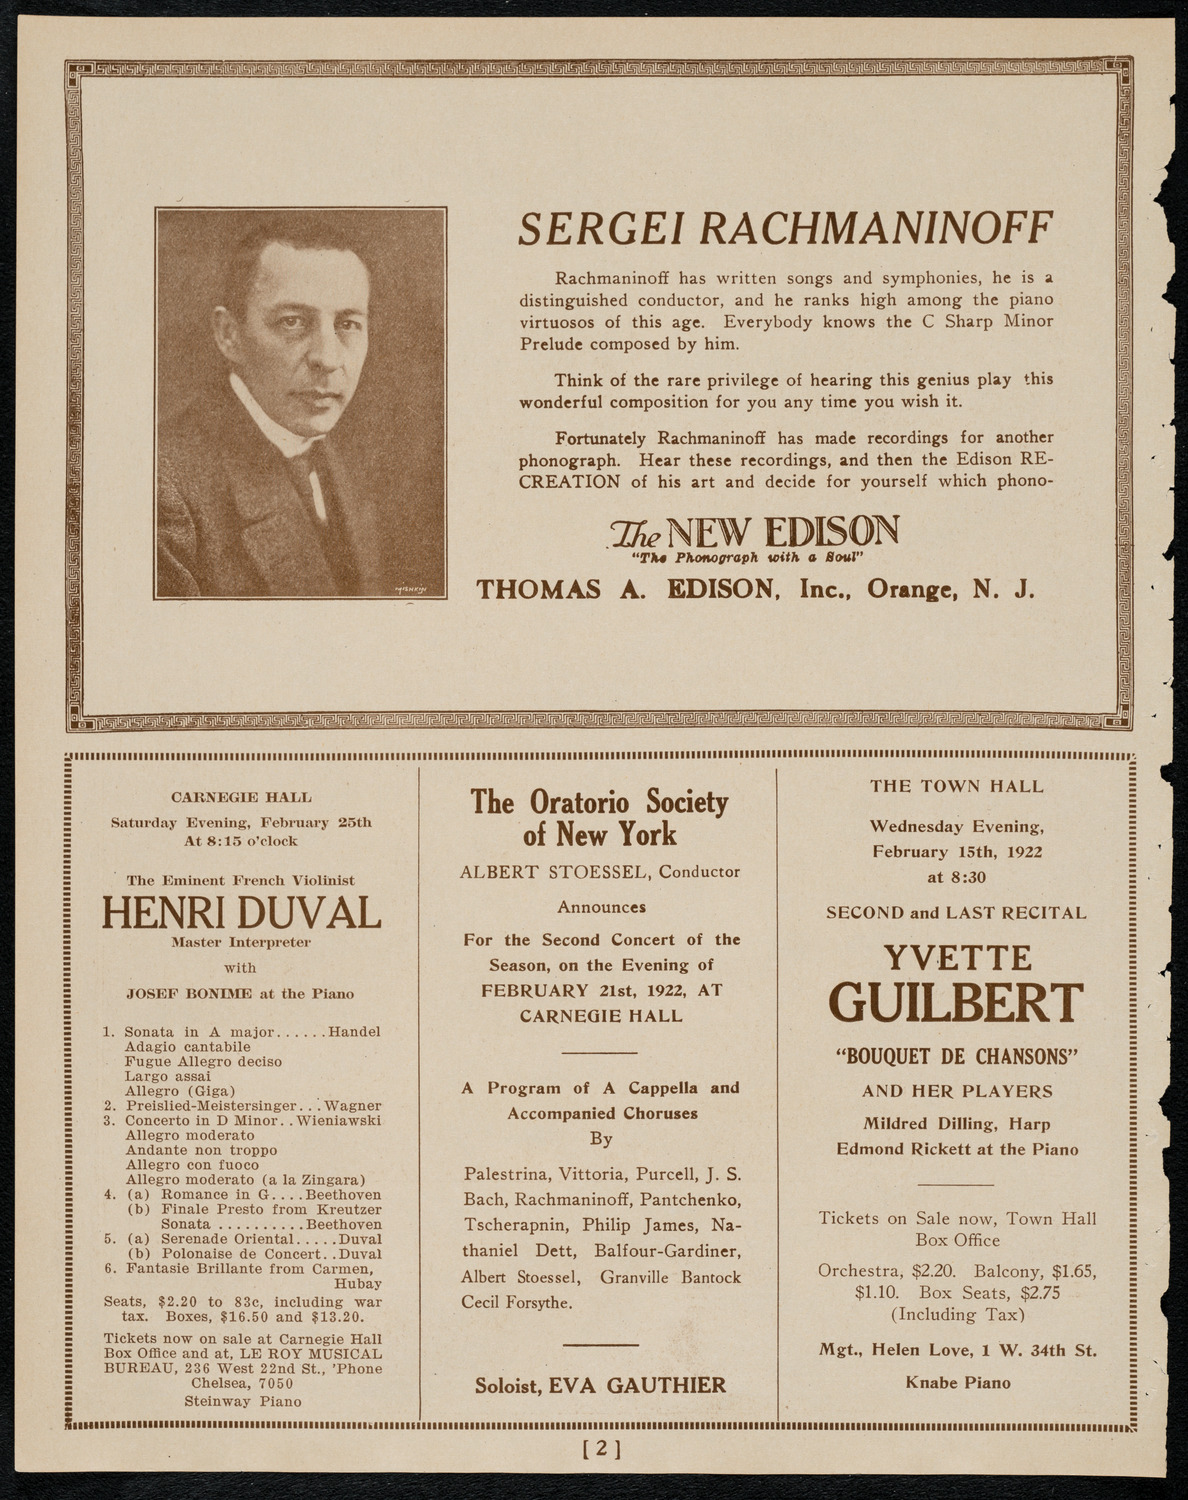 SERGEI RACHMANINOFF
Rachmaninoff has written songs and symphonies, he is a
distinguished conductor, and he ranks high among the piano
virtuosos of this age. Everybody knows the C Sharp Minor
Prelude composed by him.
Think of the rare privilege of hearing this genius play this
wonderful composition for you any time you wish it.
Fortunately Rachmaninoff has made recordings for another
phonograph. Hear these recordings, and then the Edison RE-
CREATION of his art and decide for yourself which phono-
The NEW EDISON
"The Phonograph with a Soul"
THOMAS A. EDISON, Inc., Orange, N. J.
MISHKIN
CARNEGIE HALL
Saturday Evening, February 25th
At 8:15 o'clock
The Eminent French Violinist
HENRI DUVAL
Master Interpreter
with
JOSEF BONIME at the Piano
1. Sonata in A major......Handel
Adagio cantabile
Fugue Allegro deciso
Largo assai
Allegro (Giga)
2. Preislied-Meistersinger...Wagner
3. Concerto in D Minor..Wieniawski
Allegro moderato
Andante non troppo
Allegro con fuoco
Allegro moderato (a la Zingara)
4. (a) Romance in G....Beethoven
(b) Finale Presto from Kreutzer
Sonata ..........Beethoven
5. (a) Serenade Oriental.....Duval
(b) Polonaise de Concert..Duval
6. Fantasie Brillante from Carmen,
Hubay
Seats, $2.20 to 83c, including war
tax. Boxes, $16.50 and $13.20.
Tickets now on sale at Carnegie Hall
Box Office and at, LE ROY MUSICAL
BUREAU, 236 West 22nd St., 'Phone
Chelsea, 7050
Steinway Piano
The Oratorio Society
of New York
ALBERT STOESSEL, Conductor
Announces
For the Second Concert of the
Season, on the Evening of
FEBRUARY 21st, 1922, AT
CARNEGIE HALL
A Program of A Cappella and
Accompanied Choruses
By
Palestrina, Vittoria, Purcell, J. S.
Bach, Rachmaninoff, Pantchenko,
Tscherapnin, Philip James, Na-
thaniel Dett, Balfour-Gardiner,
Albert Stoessel, Granville Bantock
Cecil Forsythe.
Soloist, EVA GAUTHIER
THE TOWN HALL
Wednesday Evening,
February 15th, 1922
at 8:30
SECOND and LAST RECITAL
YVETTE
GUILBERT
"BOUQUET DE CHANSONS"
AND HER PLAYERS
Mildred Dilling, Harp
Edmond Rickett at the Piano
Tickets on Sale now, Town Hall
Box Office
Orchestra, $2.20. Balcony, $1.65,
$1.10. Box Seats, $2.75
(Including Tax)
Mgt., Helen Love, 1 W. 34th St.
Knabe Piano
[ 2 ]